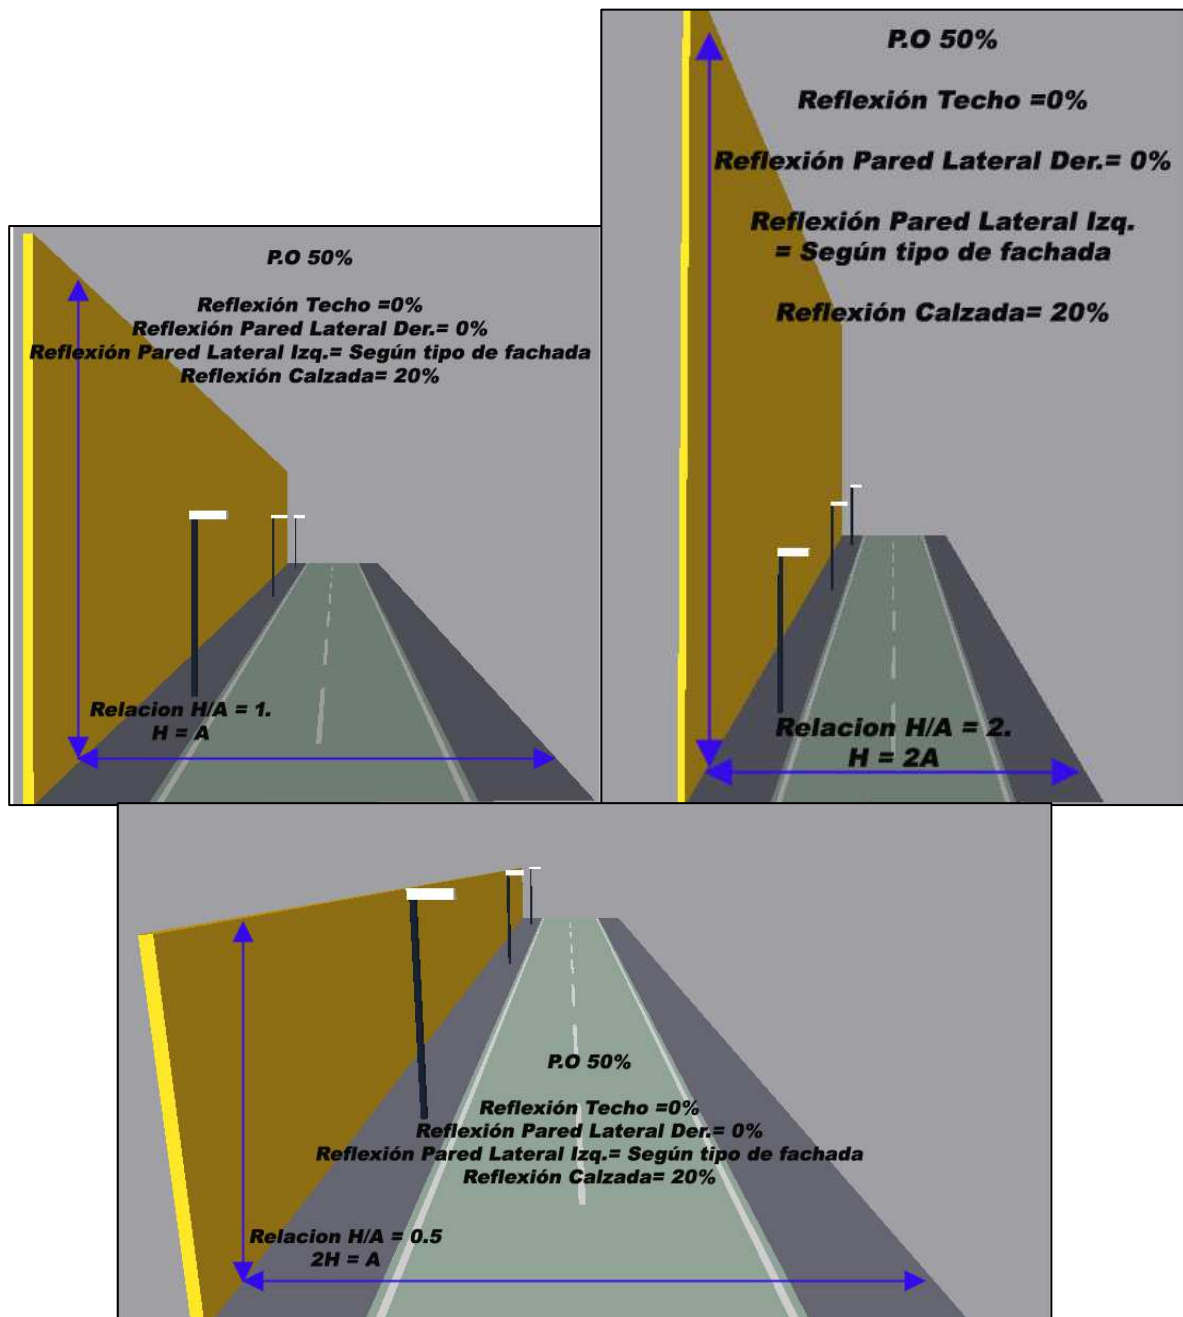 P.O 50%
Reflexión Techo =0%
Reflexión Pared Lateral Der.= 0%
Reflexión Pared Lateral Izq.= Según tipo de fachada
Reflexión Calzada= 20%
Relacion H/A = 1.
H = A
P.O 50%
Reflexión Techo =0%
Reflexión Pared Lateral Der.= 0%
Reflexión Pared Lateral Izq.
= Según tipo de fachada
Reflexión Calzada= 20%
Relacion H/A = 2.
H = 2A
P.O 50%
Reflexión Techo =0%
Reflexión Pared Lateral Der.= 0%
Reflexión Pared Lateral Izq.= Según tipo de fachada
Reflexión Calzada= 20%
Relacion H/A = 0.5
2H = A